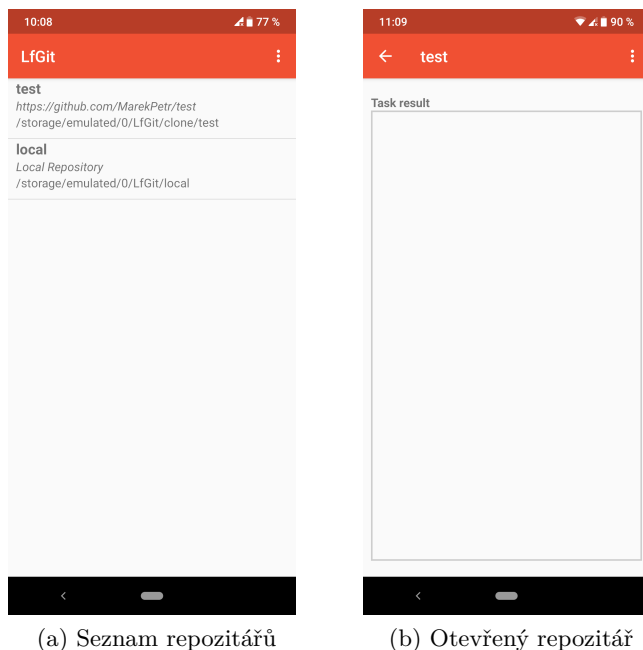 10:08
77 %
LfGit
test
https://github.com/MarekPetr/test
/storage/emulated/0/LfGit/clone/test
local
Local Repository
/storage/emulated/0/LfGit/local
(a) Seznam repozitářů
11:09
90 %
test
Task result
(b) Otevřený repozitář